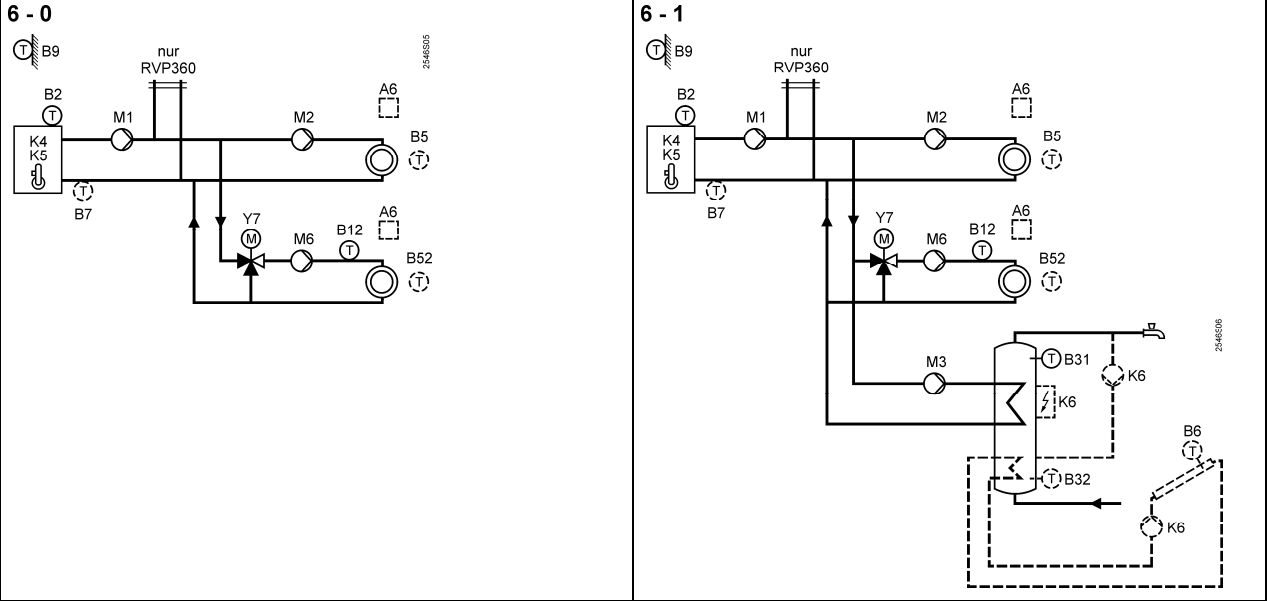 6 - 0
T B9
nur
RVP360
2546S05
A6
B2
T
M1
M2
K4
K5
B5
T
T
B7
A6
Y7
M
M6
B12
T
B52
T
6 - 1
T B9
nur
RVP360
A6
B2
T
M1
M2
K4
K5
B5
T
T
B7
A6
Y7
M
M6
B12
T
B52
T
2546S06
M3
T B31
K6
K6
B6
T
T B32
K6